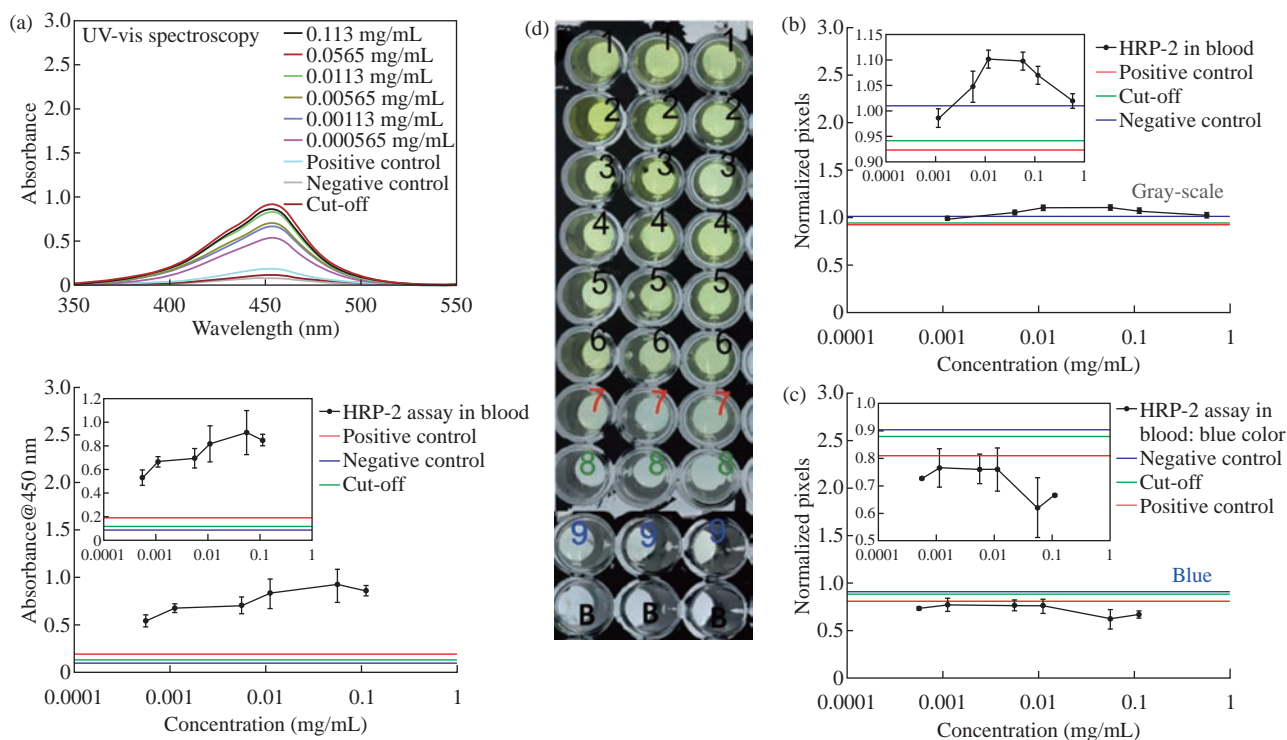 (a)
3.0
2.5
2.0
1.5
1.0
0.5
0
Absorbance
UV-vis spectroscopy
0.113 mg/mL
0.0565 mg/mL
0.0113 mg/mL
0.00565 mg/mL
0.00113 mg/mL
0.000565 mg/mL
Positive control
Negative control
Cut-off
350 400 450 500 550
Wavelength (nm)
3.0
2.5
2.0
1.5
1.0
0.5
0
Absorbance@450 nm
1.2
1.0
0.8
0.6
0.4
0.2
0
0.0001 0.001 0.01 0.1 1
HRP-2 assay in blood
Positive control
Negative control
Cut-off
0.0001 0.001 0.01 0.1 1
Concentration (mg/mL)
(d)
1 1 1
2 2 2
3 3 3
4 4 4
5 5 5
6 6 6
7 7 7
8 8 8
9 9 9
B B B
(b)
3.0
2.5
2.0
1.5
1.0
0.5
0
Normalized pixels
1.10
1.05
1.00
0.95
0.90
0.0001 0.001 0.01 0.1 1
HRP-2 in blood
Positive control
Cut-off
Negative control
Gray-scale
0.0001 0.001 0.01 0.1 1
Concentration (mg/mL)
(c)
3.0
2.5
2.0
1.5
1.0
0.5
0
Normalized pixels
1.0
0.9
0.8
0.7
0.6
0.5
0.0001 0.001 0.01 0.1 1
HRP-2 assay in
blood: blue color
Negative control
Cut-off
Positive control
Blue
0.0001 0.001 0.01 0.1 1
Concentration (mg/mL)